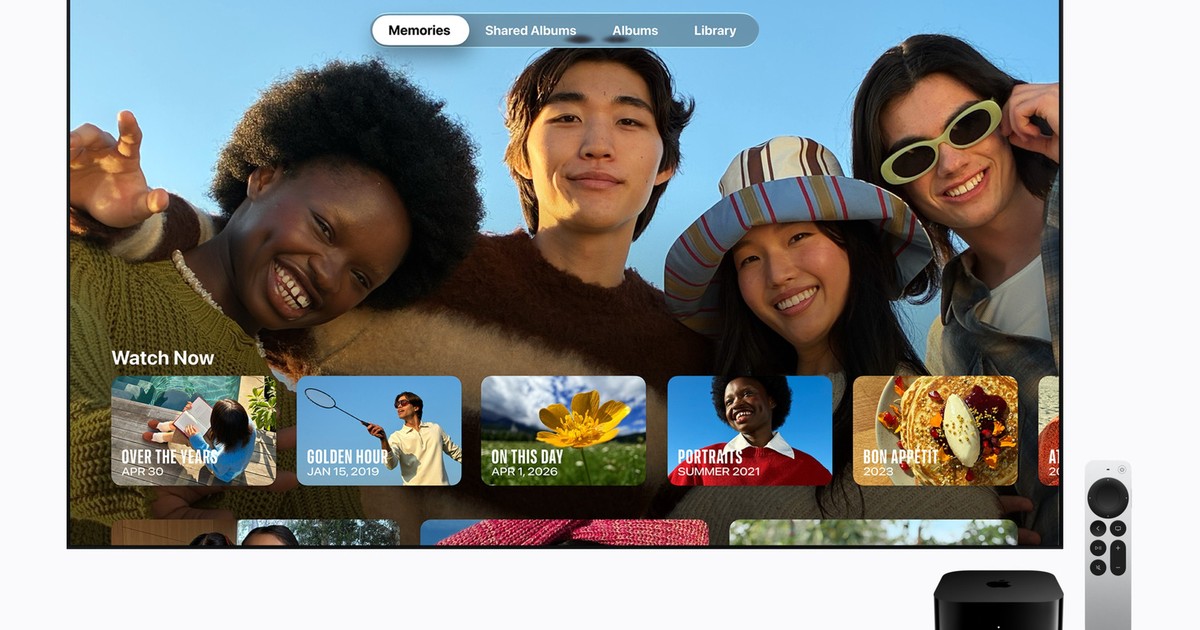 Memories
Shared Albums
Albums
Library
Watch Now
OVER THE YEARS
APR 30
GOLDEN HOUR
JAN 15, 2019
ON THIS DAY
APR 1, 2026
PORTRAITS
SUMMER 2021
BON APPÉTIT
2023